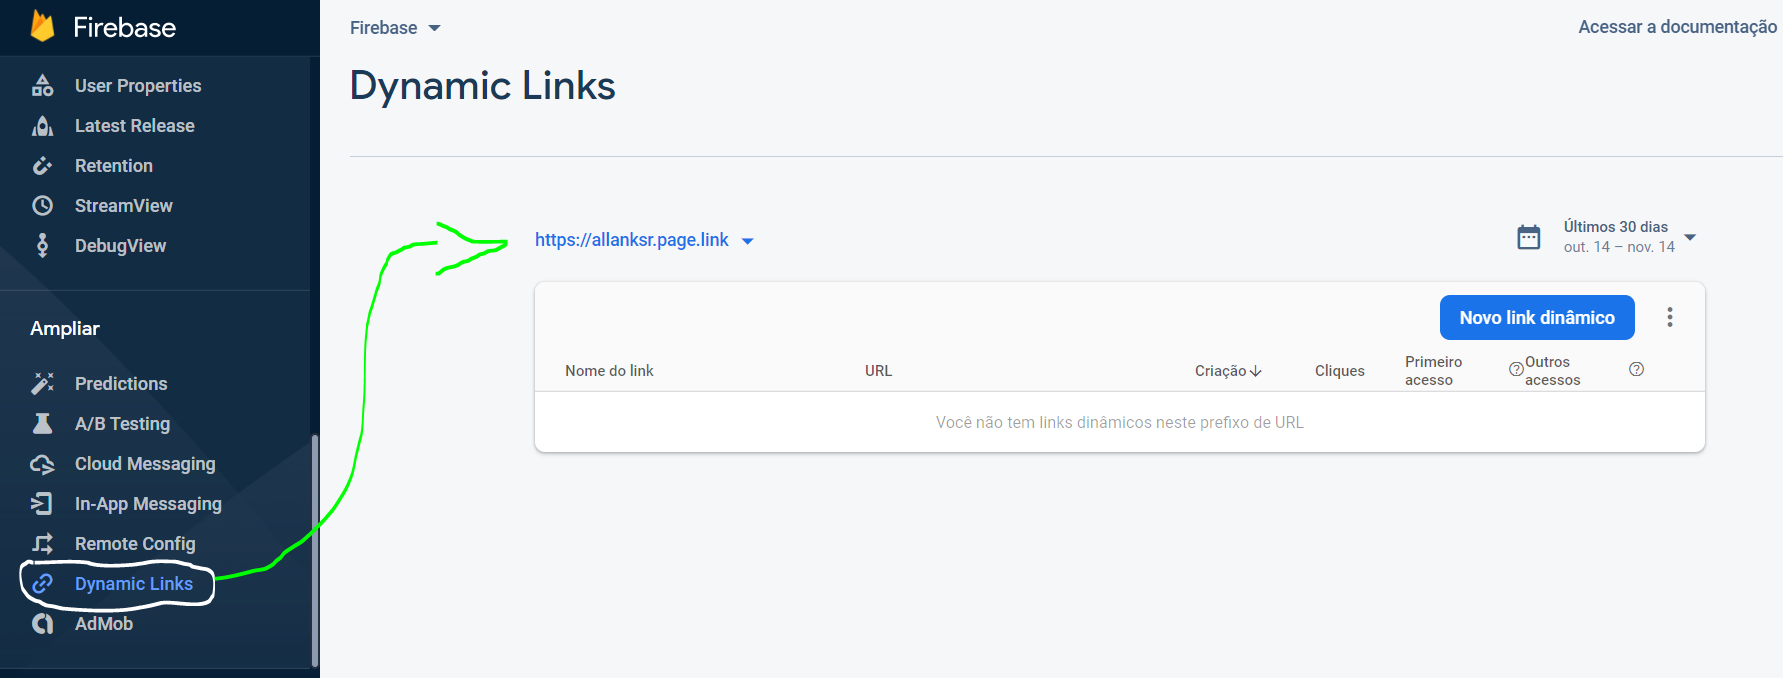 Firebase
User Properties
Latest Release
Retention
StreamView
DebugView
Ampliar
Predictions
A/B Testing
Cloud Messaging
In-App Messaging
Remote Config
Dynamic Links
AdMob
Firebase
Acessar a documentação
Dynamic Links
https://allanksr.page.link
Últimos 30 dias
out. 14 – nov. 14
Novo link dinâmico
Nome do link
URL
Criação
Cliques
Primeiro
acesso
Outros
acessos
Você não tem links dinâmicos neste prefixo de URL